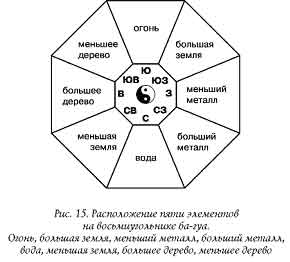 огонь
меньшее
дерево
большая
земля
Ю
ЮВ
ЮЗ
большее
дерево
В
З
меньший
металл
СВ
СЗ
С
меньшая
земля
больший
металл
вода
Рис. 15. Расположение пяти элементов
на восьмиугольнике ба-гуа.
Огонь, большая земля, меньший металл, больший металл,
вода, меньшая земля, большее дерево, меньшее дерево